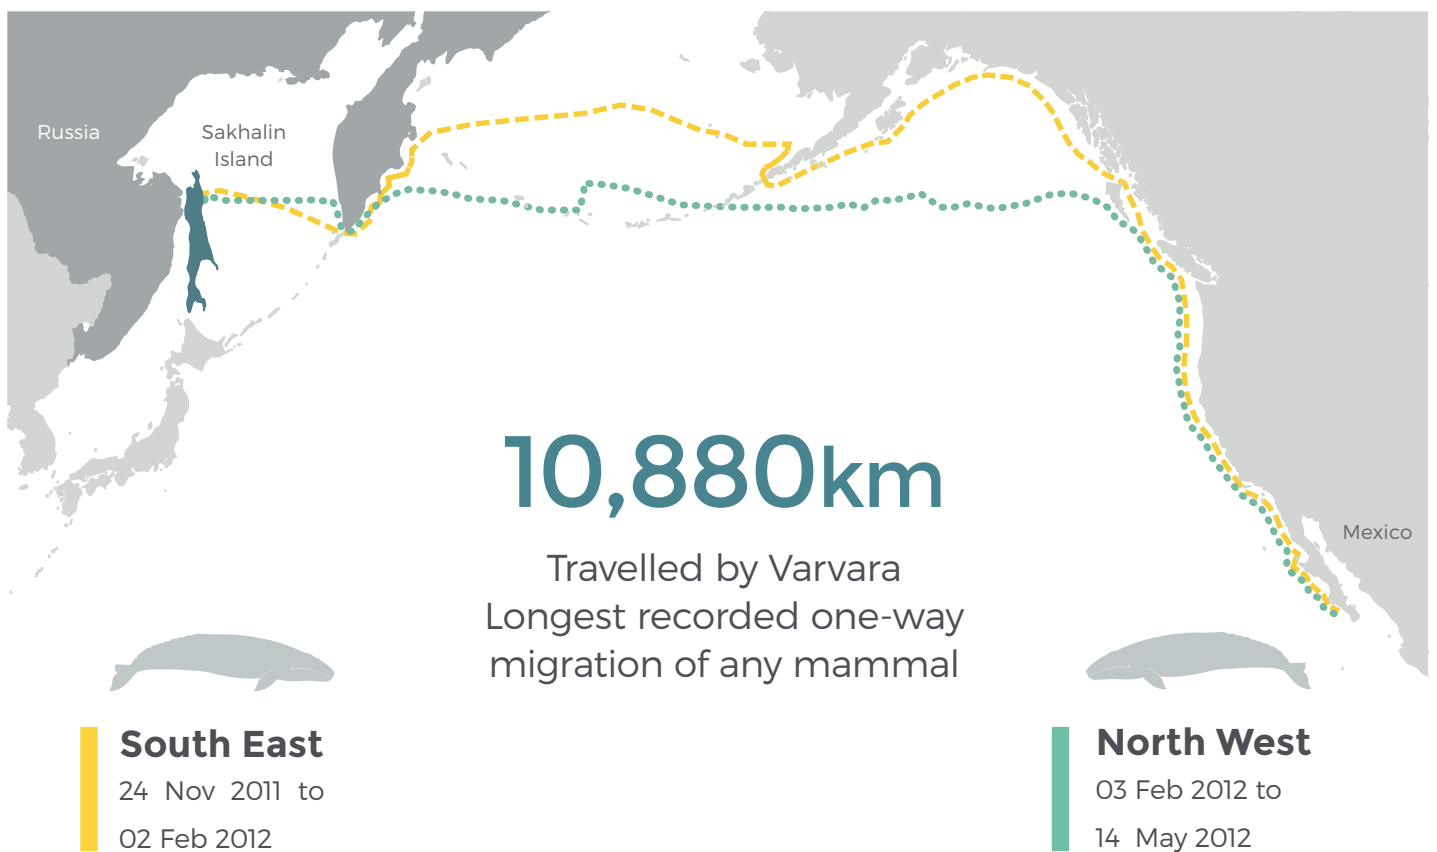 Russia
Sakhalin
Island
10,880km
Travelled by Varvara
Longest recorded one-way
migration of any mammal
Mexico
South East
24 Nov 2011 to
02 Feb 2012
North West
03 Feb 2012 to
14 May 2012